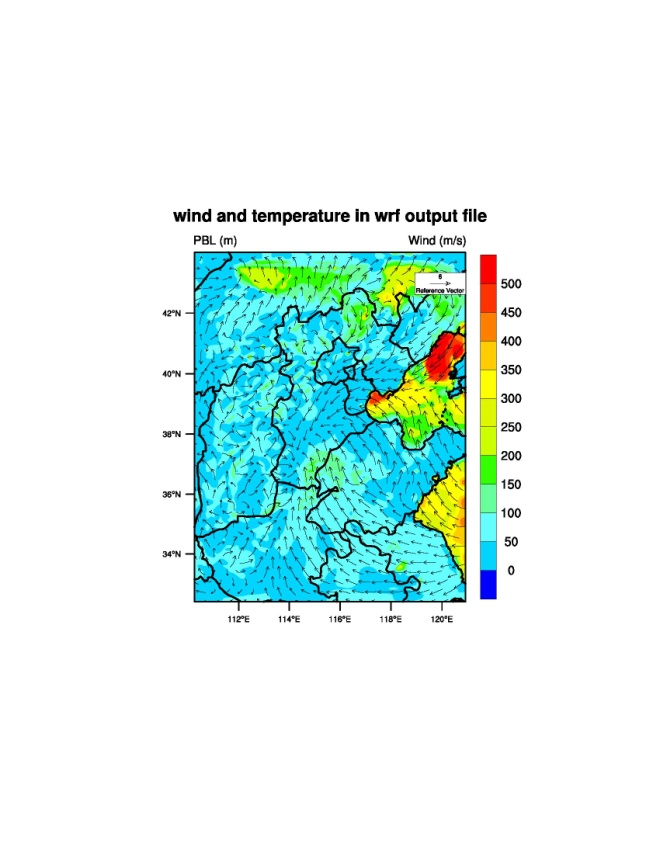 wind and temperature in wrf output file
PBL (m) Wind (m/s)
6
Reference Vector
500
450
400
350
300
250
200
150
100
50
0
42°N
40°N
38°N
36°N
34°N
112°E 114°E 116°E 118°E 120°E